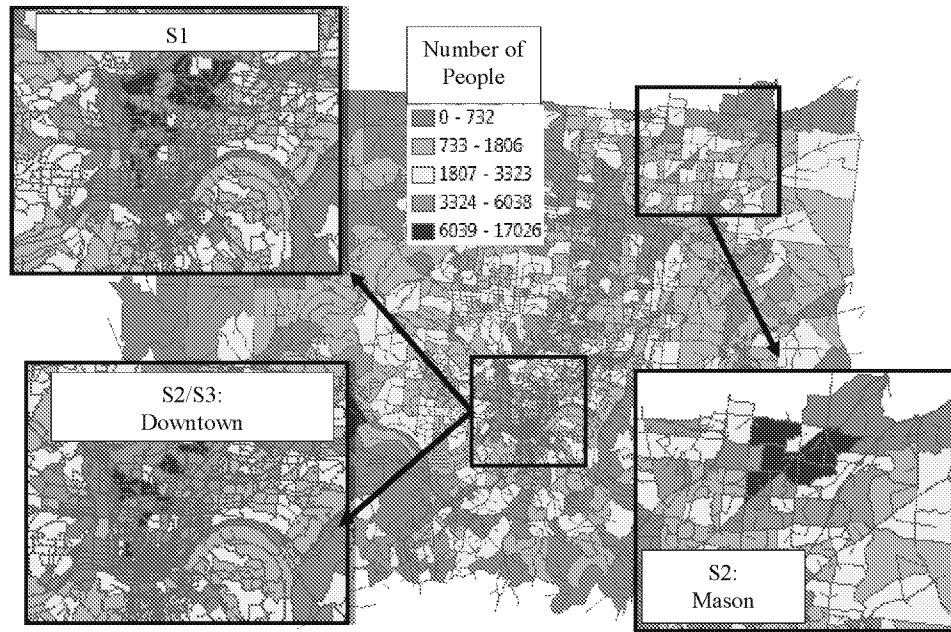 S1
Number of
People
0 - 732
733 - 1806
1807 - 3323
3324 - 6038
6039 - 17026
S2/S3:
Downtown
S2:
Mason